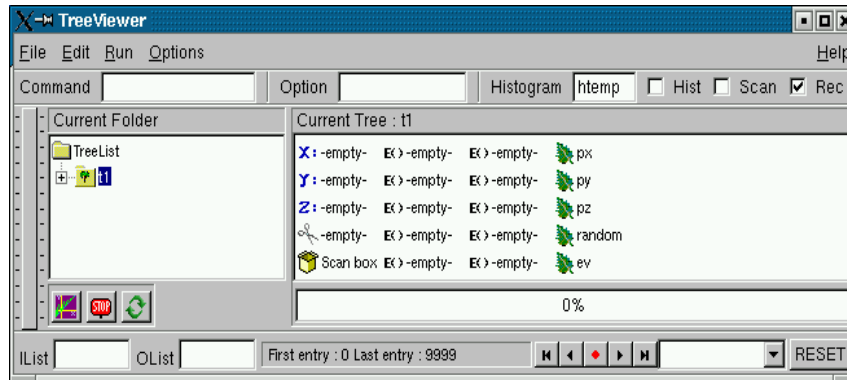 TreeViewer
File Edit Run Options Help
Command Option Histogram htemp Hist Scan Rec
Current Folder Current Tree : t1
TreeList X: -empty- E() -empty- E() -empty- px
t1 Y: -empty- E() -empty- E() -empty- py
Z: -empty- E() -empty- E() -empty- pz
-empty- E() -empty- E() -empty- random
Scan box E() -empty- E() -empty- ev
STOP 0%
IList OList First entry : 0 Last entry : 9999 RESET